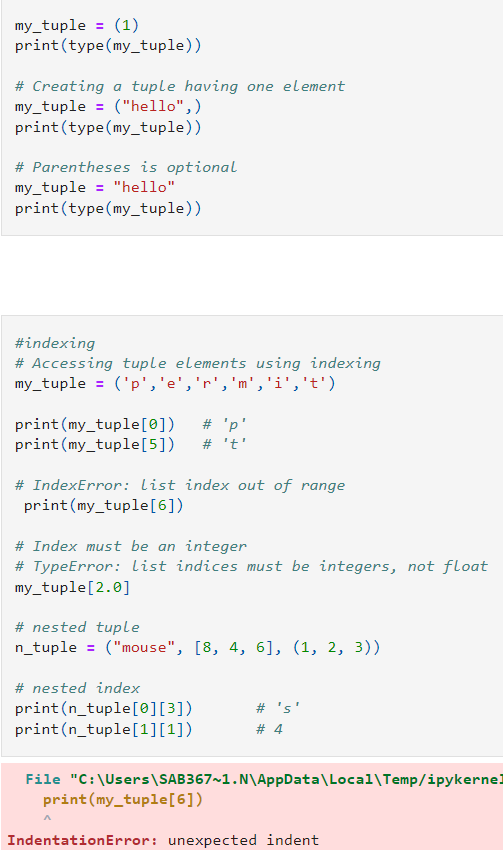 my_tuple = (1)
print(type(my_tuple))
# Creating a tuple having one element
my_tuple = ("hello",)
print(type(my_tuple))
# Parentheses is optional
my_tuple = "hello"
print(type(my_tuple))
#indexing
# Accessing tuple elements using indexing
my_tuple = ('p','e','r','m','i','t')
print(my_tuple[0])   # 'p'
print(my_tuple[5])   # 't'
# IndexError: list index out of range
 print(my_tuple[6])
# Index must be an integer
# TypeError: list indices must be integers, not float
my_tuple[2.0]
# nested tuple
n_tuple = ("mouse", [8, 4, 6], (1, 2, 3))
# nested index
print(n_tuple[0][3])       # 's'
print(n_tuple[1][1])       # 4
File "C:\Users\SAB367~1.N\AppData\Local\Temp/ipykernel
print(my_tuple[6])
^
IndentationError: unexpected indent